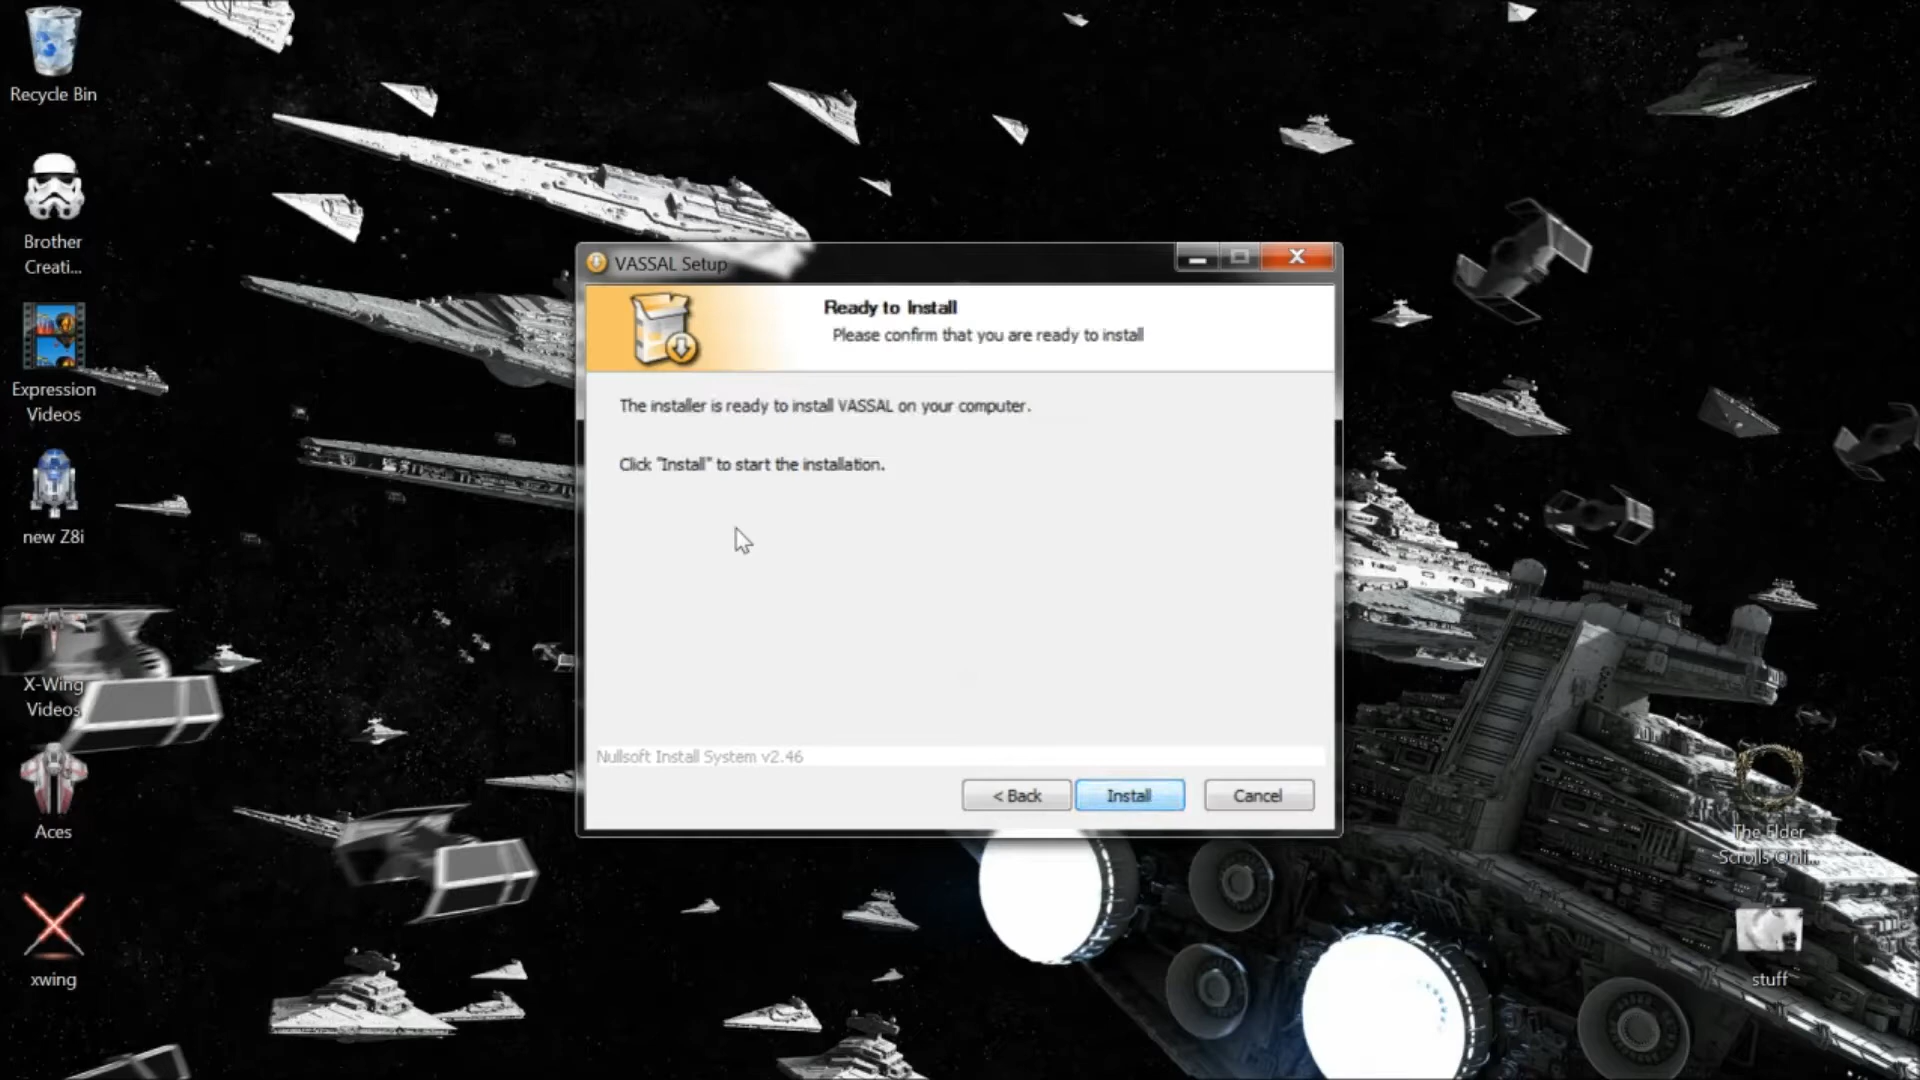 Recycle Bin
Brother
Creati...
Expression
Videos
new Z8i
X-Wing
Videos
Aces
xwing
VASSAL Setup
Ready to Install
Please confirm that you are ready to install
The installer is ready to install VASSAL on your computer.
Click "Install" to start the installation.
Nullsoft Install System v2.46
< Back
Install
Cancel
The Elder
Scrolls Onli...
stuff